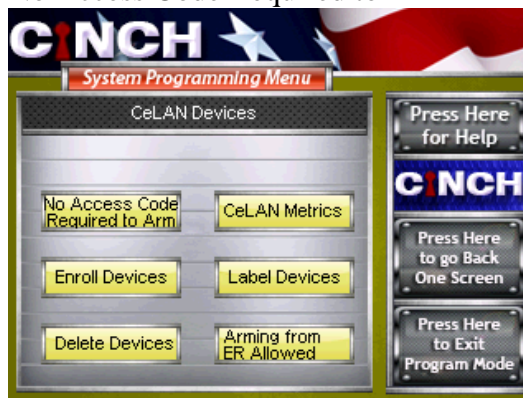 CINCH
System Programming Menu
CeLAN Devices
No Access Code
Required to Arm
CeLAN Metrics
Enroll Devices
Label Devices
Delete Devices
Arming from
ER Allowed
Press Here
for Help
CINCH
Press Here
to go Back
One Screen
Press Here
to Exit
Program Mode